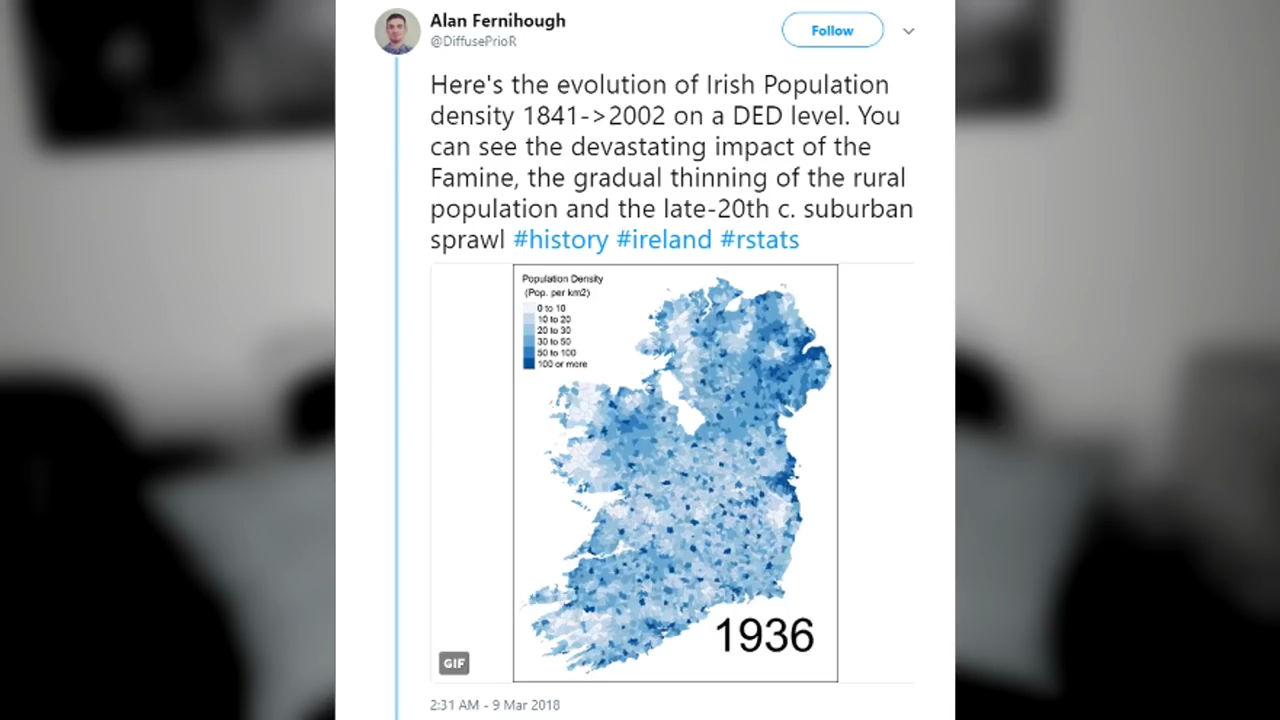 Alan Fernihough
@DiffusePrioR
Follow
Here's the evolution of Irish Population
density 1841->2002 on a DED level. You
can see the devastating impact of the
Famine, the gradual thinning of the rural
population and the late-20th c. suburban
sprawl #history #ireland #rstats
Population Density
(Pop. per km2)
0 to 10
10 to 20
20 to 30
30 to 50
50 to 100
100 or more
1936
GIF
2:31 AM - 9 Mar 2018